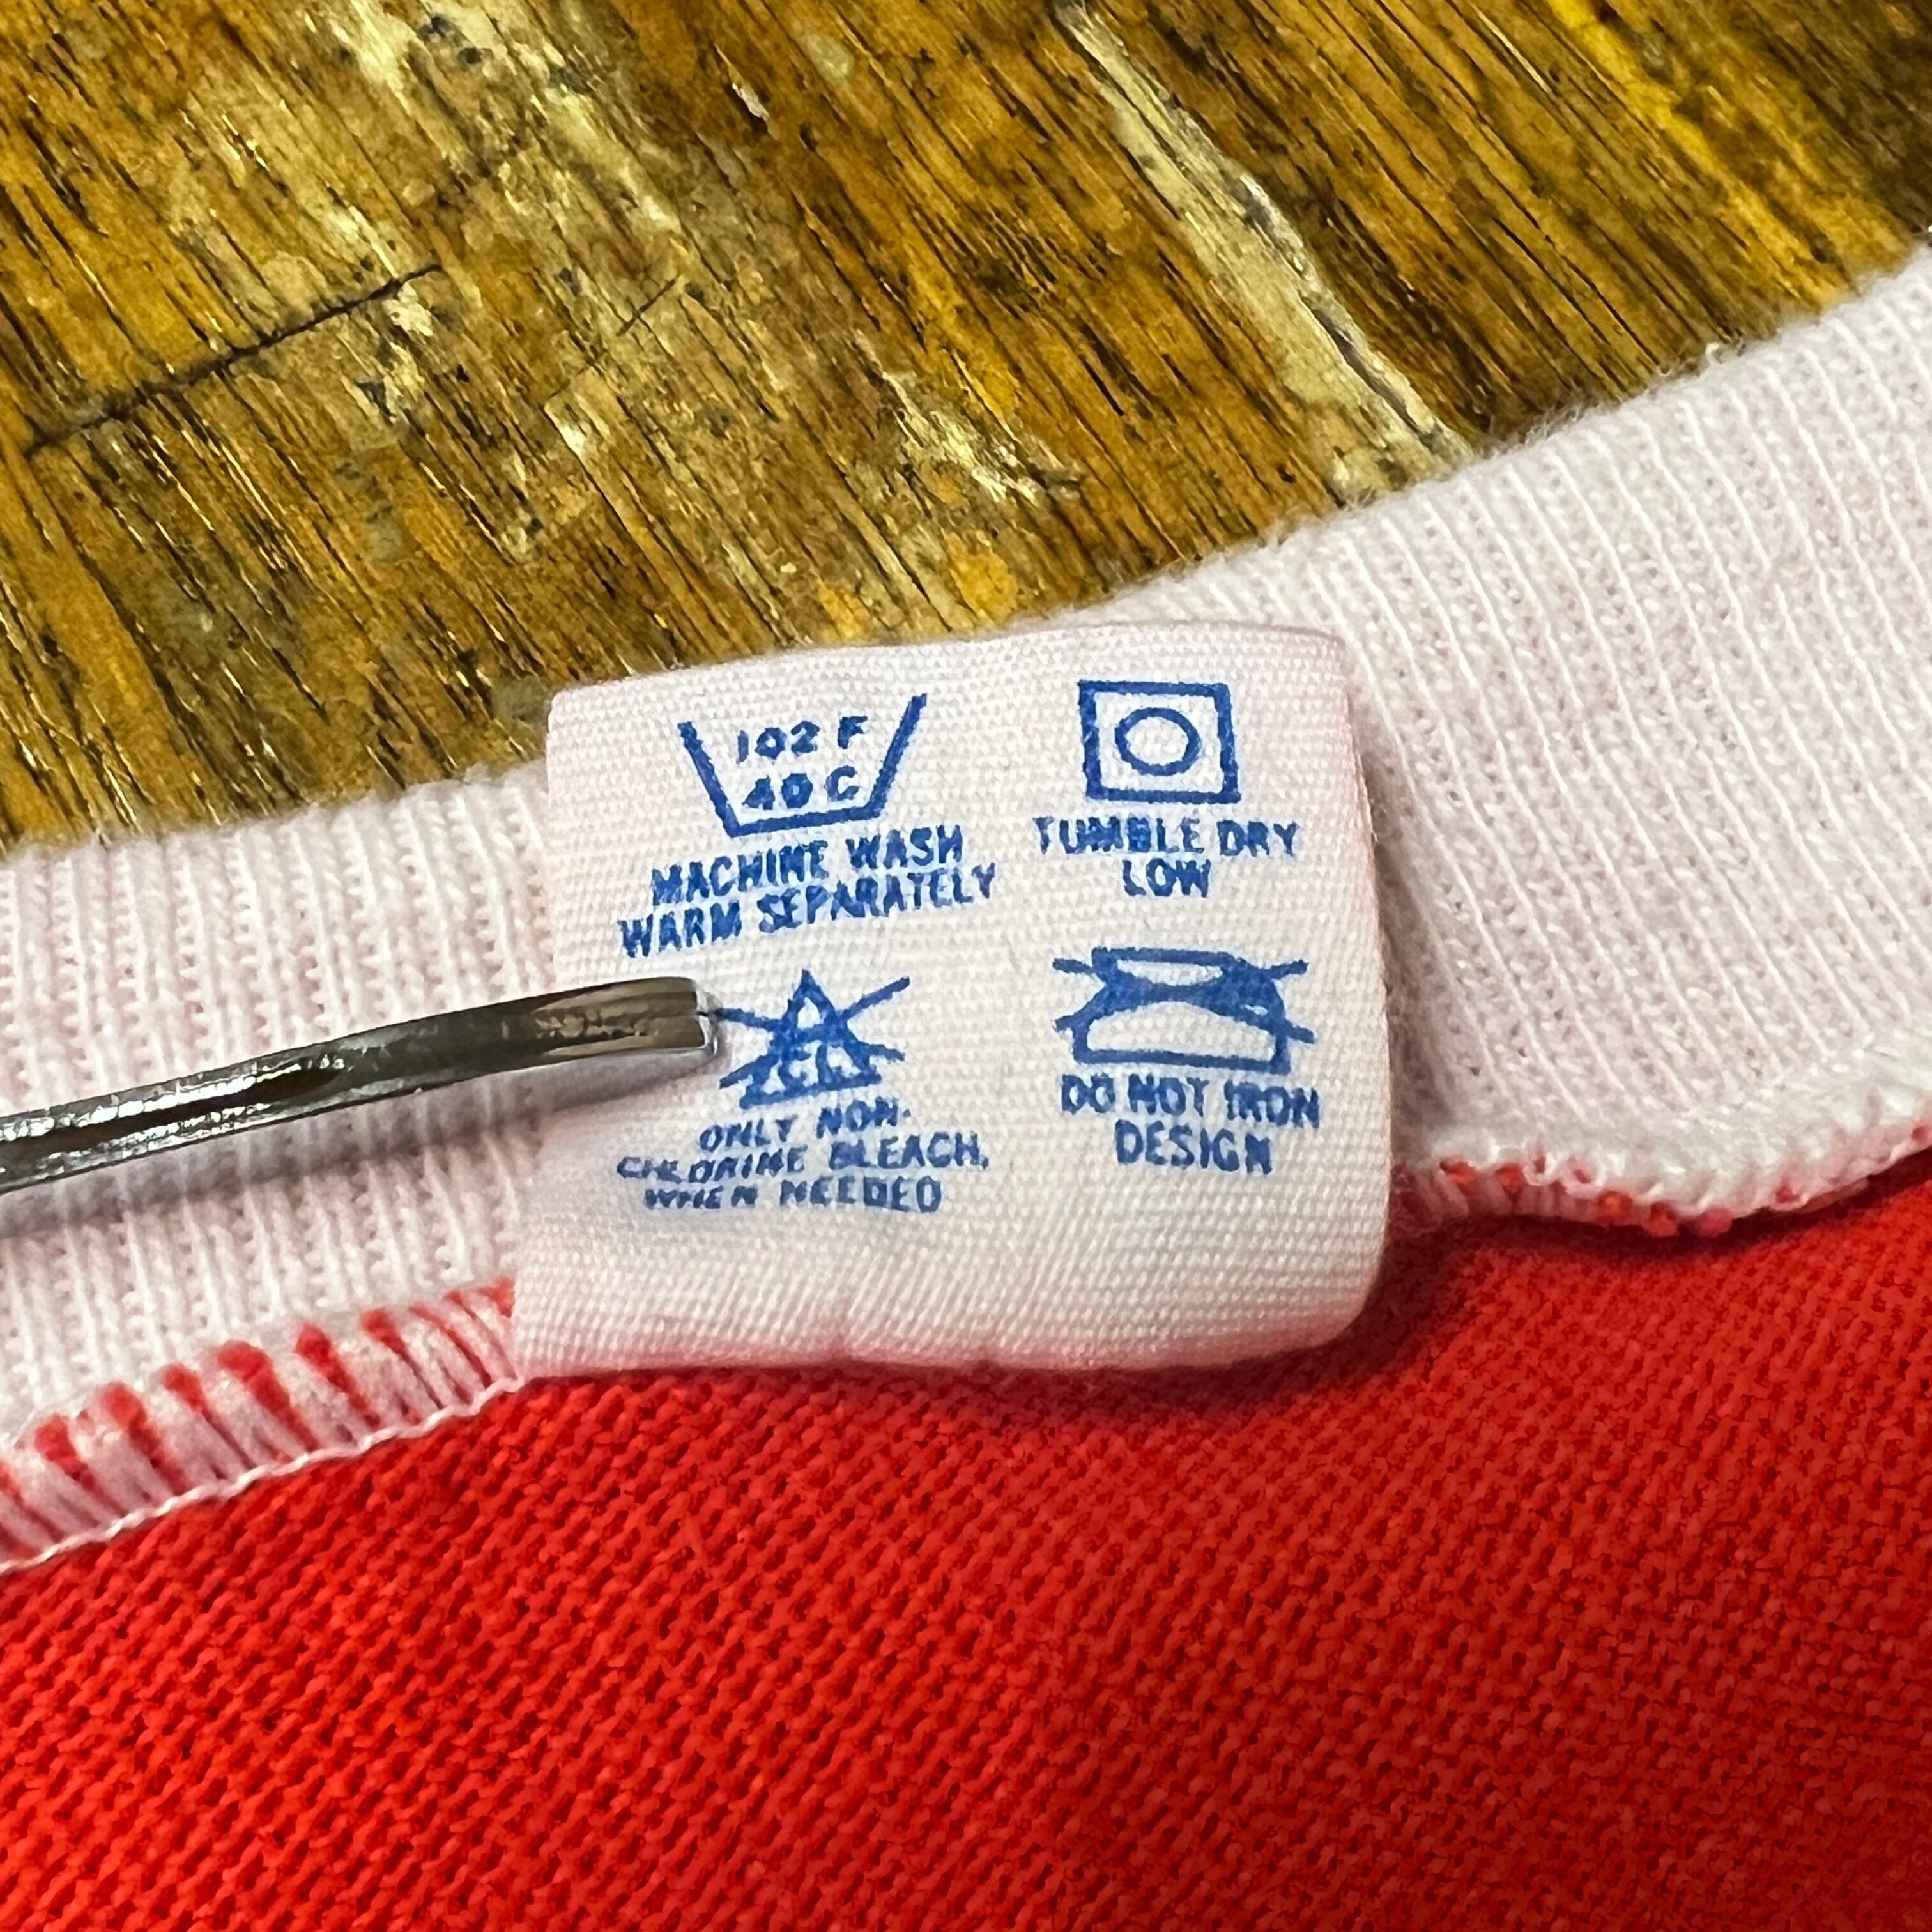 102 F
40 C
MACHINE WASH
WARM SEPARATELY
TUMBLE DRY
LOW
CL
ONLY NON-
CHLORINE BLEACH,
WHEN NEEDED
DO NOT IRON
DESIGN